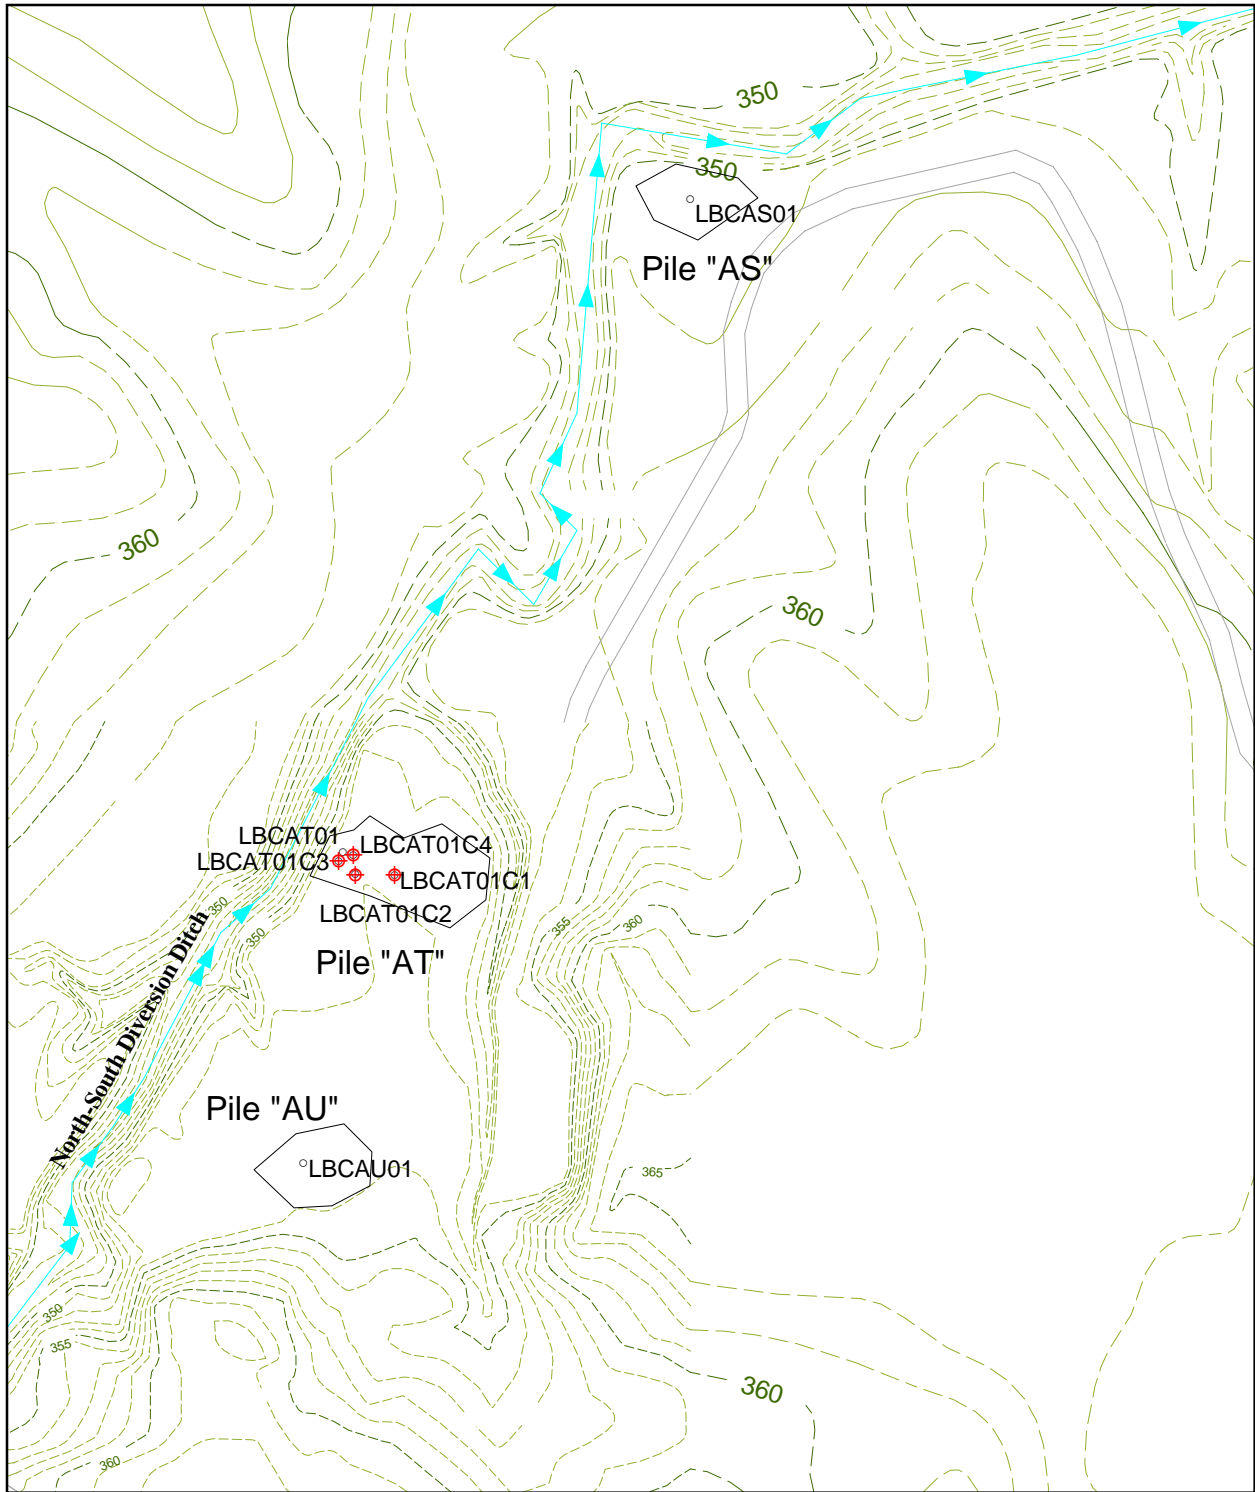 350
350
LBCAS01
Pile "AS"
360
360
LBCAT01
LBCAT01C4
LBCAT01C3
LBCAT01C1
LBCAT01C2
350
350
355
360
Pile "AT"
North-South Diversion Ditch
Pile "AU"
LBCAU01
365
350
355
360
360